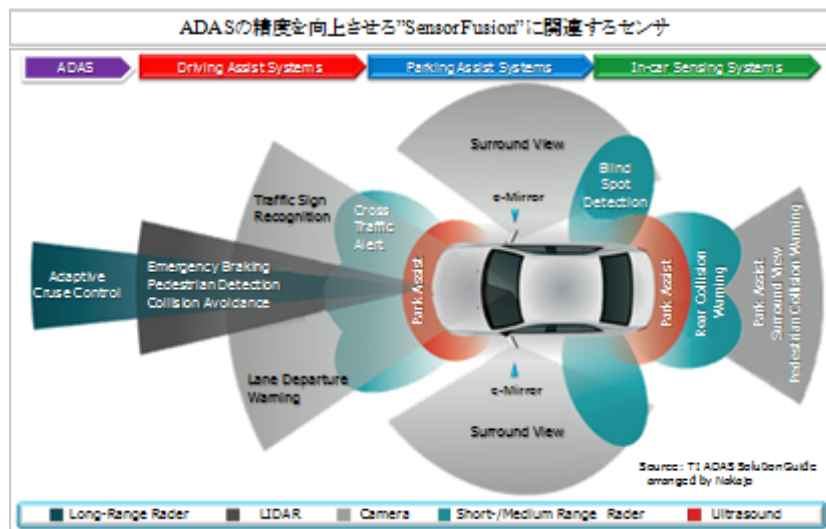 ADASの精度を向上させる"SensorFusion"に関連するセンサ
ADAS
Driving Assist Systems
Parking Assist Systems
In-car Sensing Systems
Surround View
Blind
Spot
Detection
e-Mirror
Traffic Sign
Recognition
Cross
Traffic
Alert
Adaptive
Cruse Control
Emergency Braking
Pedestrian Detection
Collision Avoidance
Park Assist
Park Assist
Rear Collision
Warning
Park Assist
Surround View
Pedestrian Collision Warning
Lane Departure
Warning
e-Mirror
Surround View
Source : TI ADAS Solution Guide
arranged by Nakajo
Long-Range Rader
LIDAR
Camera
Short-/Medium Range Rader
Ultrasound